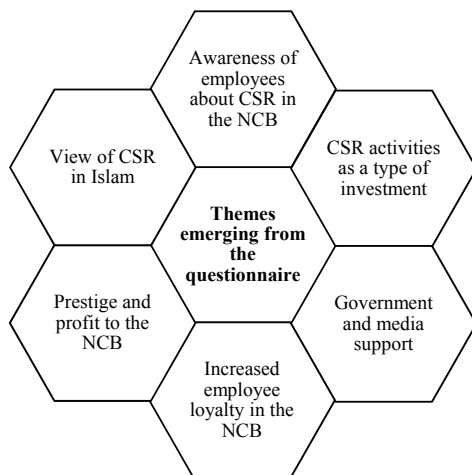 Awareness of
employees
about CSR in
the NCB
View of CSR
in Islam
CSR activities
as a type of
investment
Themes
emerging from
the
questionnaire
Prestige and
profit to the
NCB
Government
and media
support
Increased
employee
loyalty in the
NCB